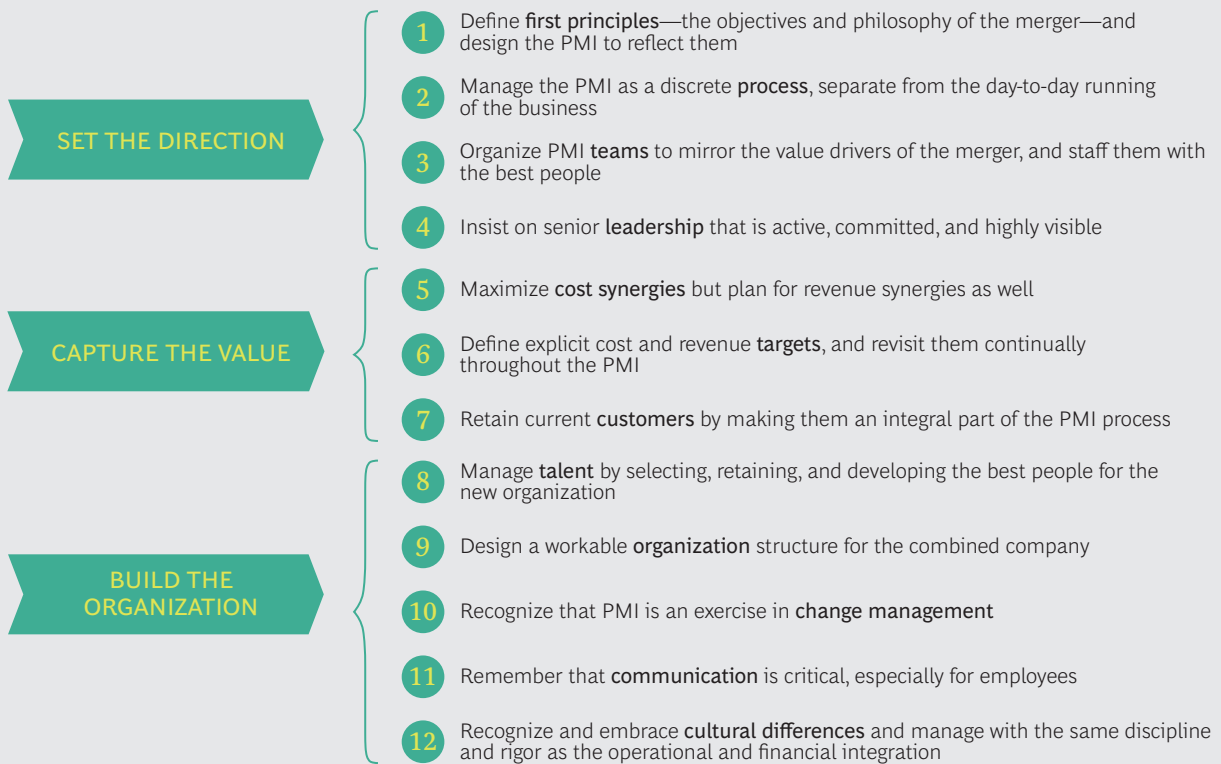 SET THE DIRECTION
1
Define first principles—the objectives and philosophy of the merger—and
design the PMI to reflect them
2
Manage the PMI as a discrete process, separate from the day-to-day running
of the business
3
Organize PMI teams to mirror the value drivers of the merger, and staff them with
the best people
4
Insist on senior leadership that is active, committed, and highly visible
CAPTURE THE VALUE
5
Maximize cost synergies but plan for revenue synergies as well
6
Define explicit cost and revenue targets, and revisit them continually
throughout the PMI
7
Retain current customers by making them an integral part of the PMI process
BUILD THE
ORGANIZATION
8
Manage talent by selecting, retaining, and developing the best people for the
new organization
9
Design a workable organization structure for the combined company
10
Recognize that PMI is an exercise in change management
11
Remember that communication is critical, especially for employees
12
Recognize and embrace cultural differences and manage with the same discipline
and rigor as the operational and financial integration